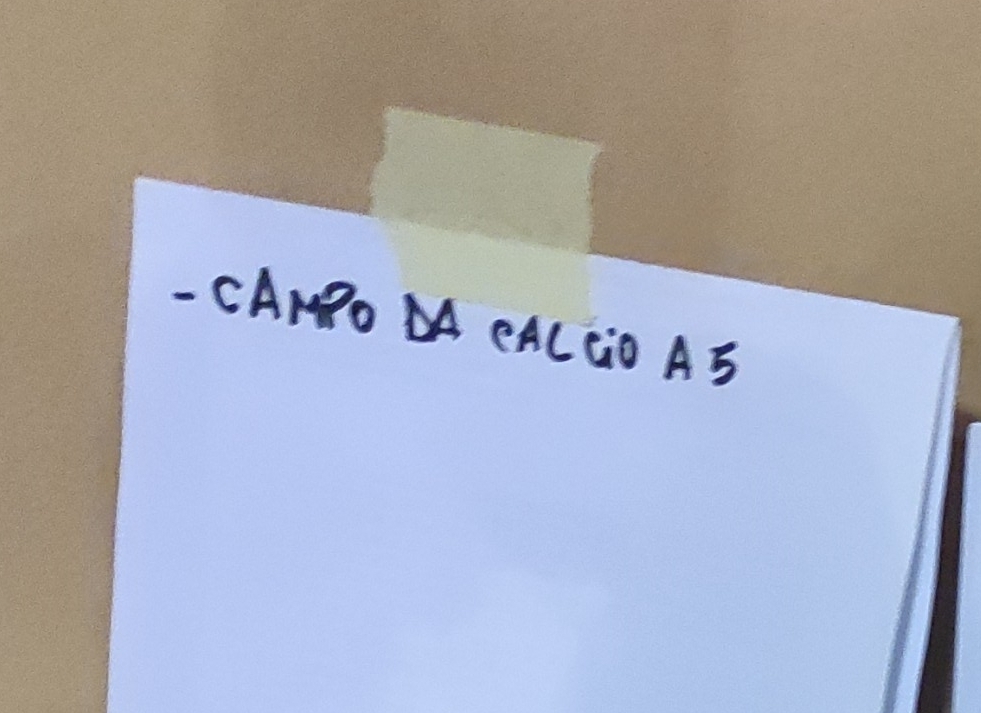 - CAMPO DA CALCIO A 5